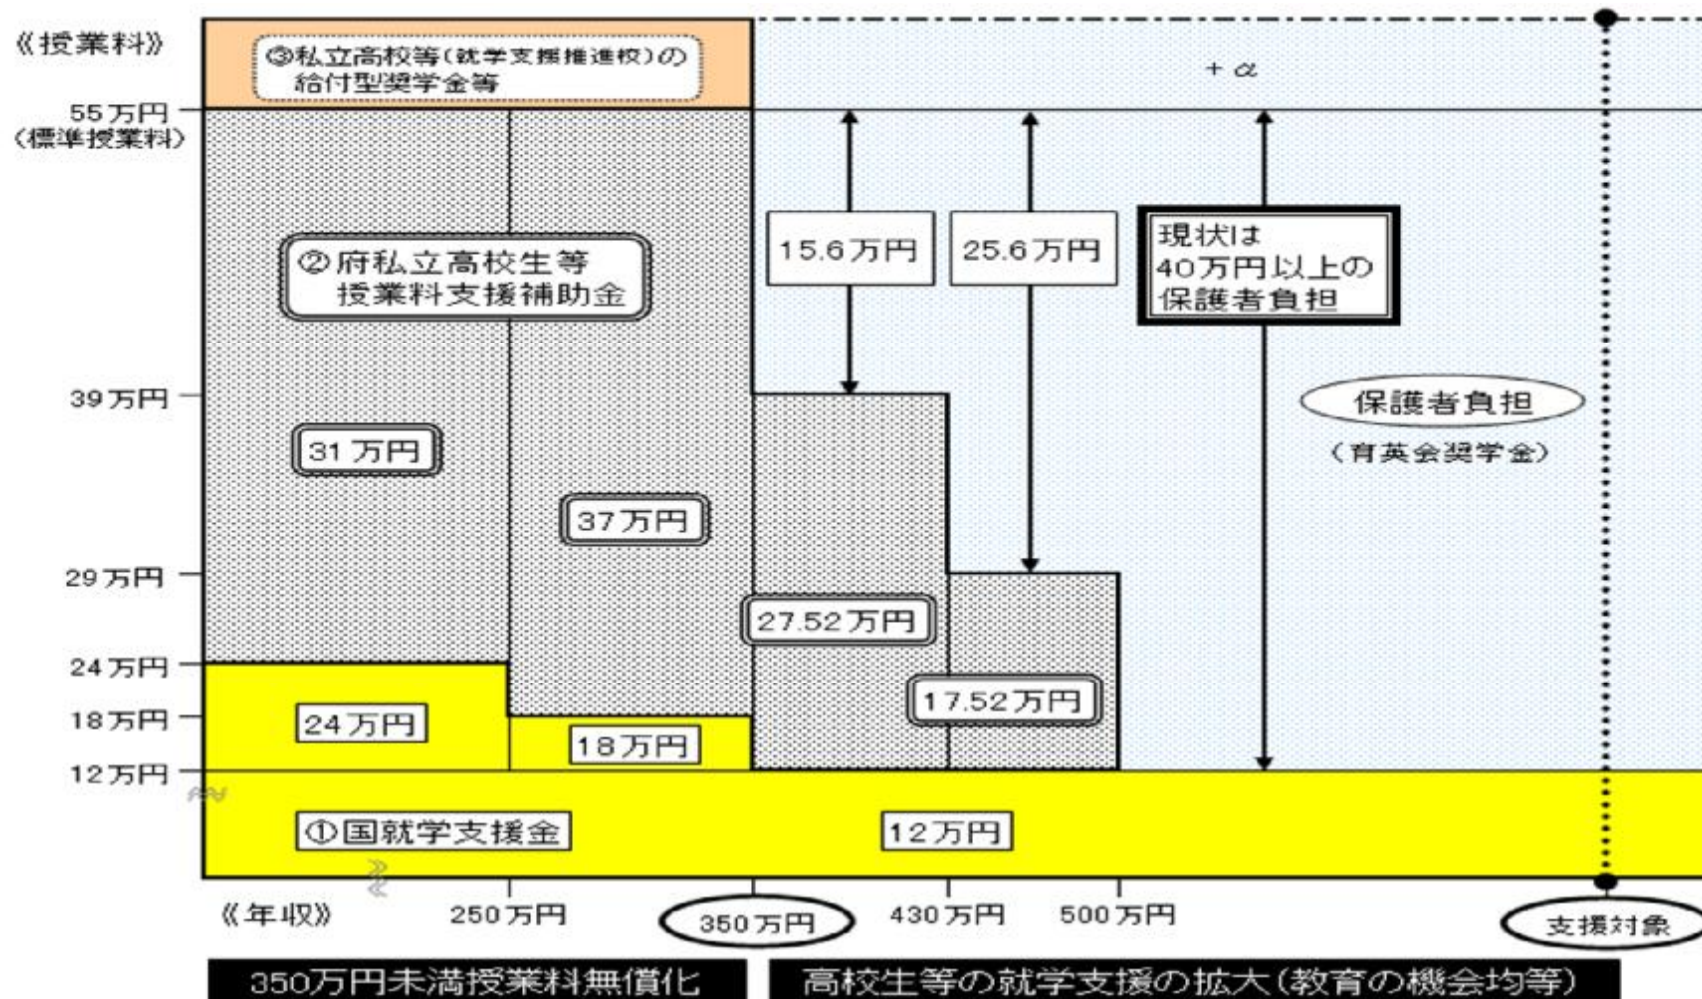 《授業料》
③私立高校等(就学支援推進校)の
給付型奨学金等
+α
55万円
(標準授業料)
15.6万円
25.6万円
現状は
40万円以上の
保護者負担
②府私立高校生等
授業料支援補助金
39万円
保護者負担
(育英会奨学金)
31万円
37万円
29万円
27.52万円
24万円
17.52万円
24万円
18万円
18万円
12万円
①国就学支援金
12万円
《年収》
250万円
350万円
430万円
500万円
支援対象
350万円未満授業料無償化
高校生等の就学支援の拡大(教育の機会均等)